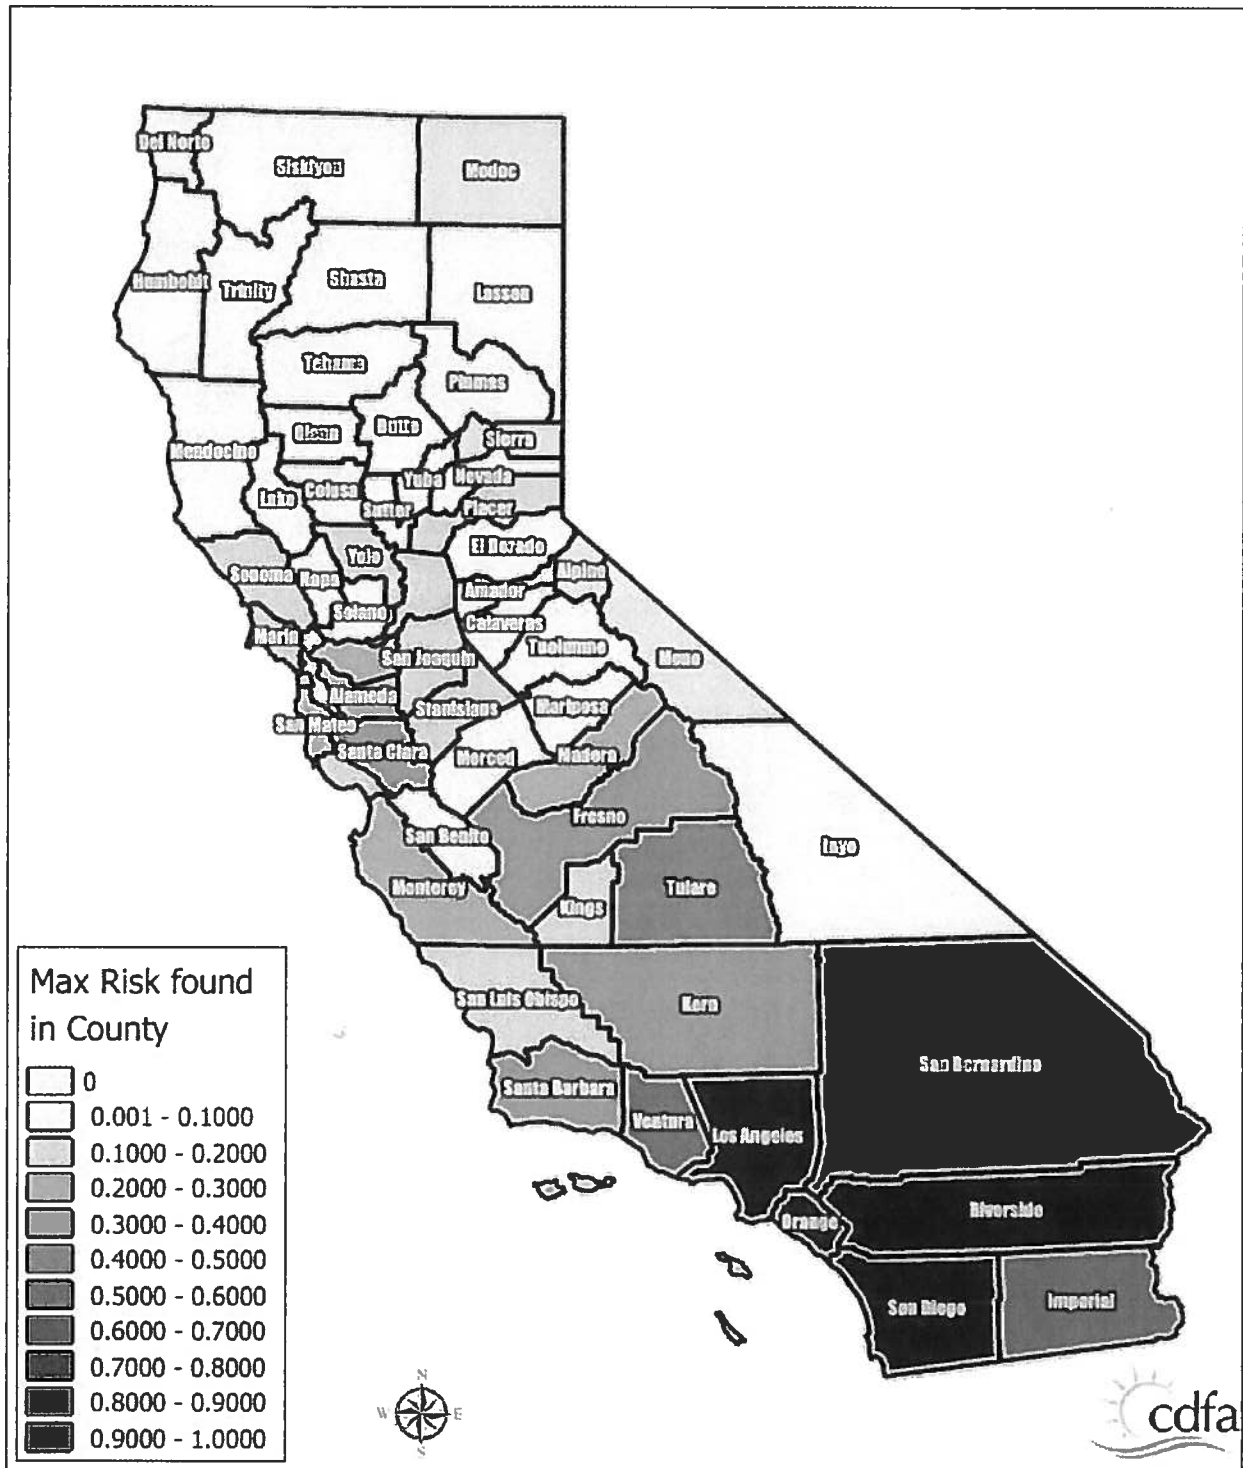 Del Norte
Siskiyou
Modoc
Humboldt
Trinity
Shasta
Lassen
Tehama
Plumas
Glenn
Butte
Sierra
Mendocino
Lake
Colusa
Sutter
Yuba
Nevada
Placer
El Dorado
Sonoma
Napa
Yolo
Solano
Amador
Alpine
Calaveras
Tuolumne
Mono
Marin
San Joaquin
Alameda
Stanislaus
Mariposa
San Mateo
Santa Clara
Merced
Madera
Fresno
San Benito
Inyo
Monterey
Kings
Tulare
San Luis Obispo
Kern
San Bernardino
Santa Barbara
Ventura
Los Angeles
Orange
Riverside
San Diego
Imperial
Max Risk found
in County
0
0.001 - 0.1000
0.1000 - 0.2000
0.2000 - 0.3000
0.3000 - 0.4000
0.4000 - 0.5000
0.5000 - 0.6000
0.6000 - 0.7000
0.7000 - 0.8000
0.8000 - 0.9000
0.9000 - 1.0000
N
W E
S
cdfa